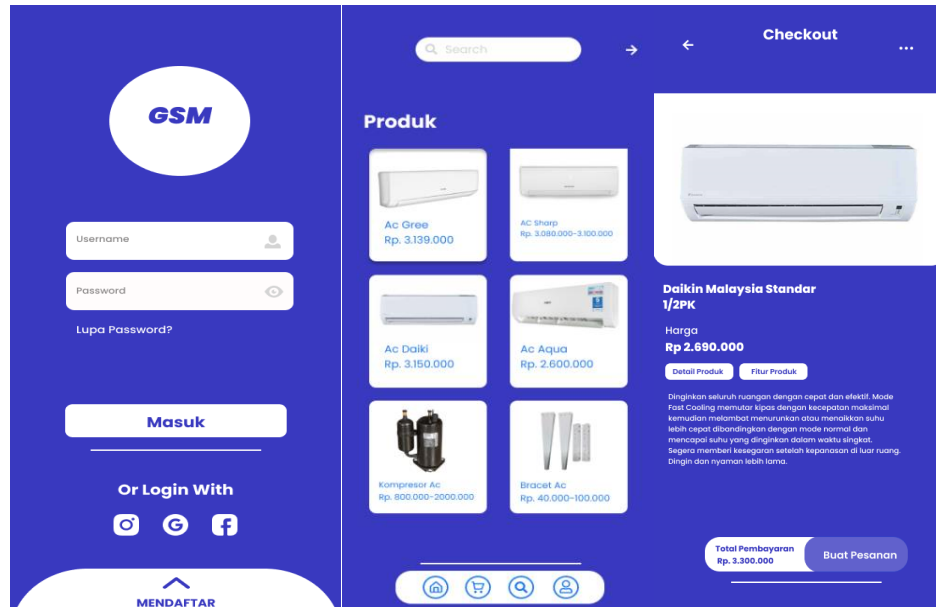 GSM
Username
Password
Lupa Password?
Masuk
Or Login With
MENDAFTAR
Search
Produk
Ac Gree
Rp. 3.139.000
AC Sharp
Rp. 3.080.000-3.100.000
Ac Daiki
Rp. 3.150.000
Ac Aqua
Rp. 2.600.000
Kompresor Ac
Rp. 800.000-2000.000
Bracet Ac
Rp. 40.000-100.000
Checkout
Daikin Malaysia Standar
1/2PK
Harga
Rp 2.690.000
Detail Produk
Fitur Produk
Dinginkan seluruh ruangan dengan cepat dan efektif. Mode
Fast Cooling memutar kipas dengan kecepatan maksimal
kemudian melambat menurunkan atau menaikkan suhu
lebih cepat dibandingkan dengan mode normal dan
mencapai suhu yang dinginkan dalam waktu singkat.
Segera memberi kesegaran setelah kepanasan di luar ruang.
Dingin dan nyaman lebih lama.
Total Pembayaran
Rp. 3.300.000
Buat Pesanan